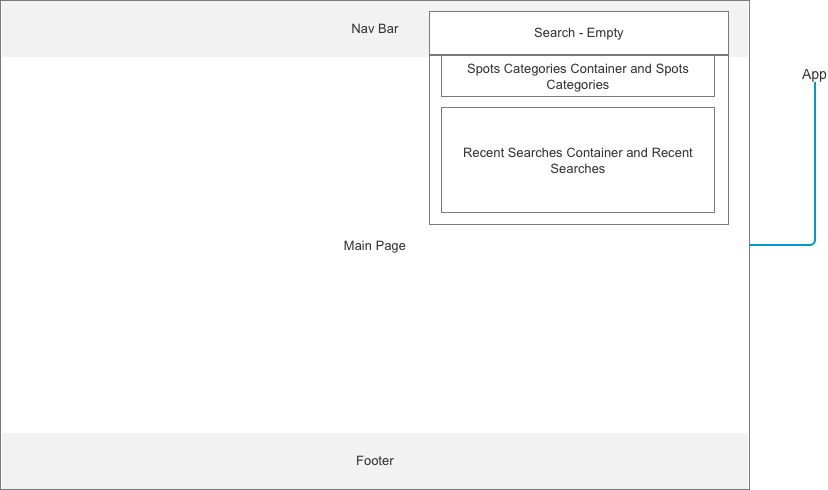 Nav Bar
Search - Empty
Spots Categories Container and Spots
Categories
App
Recent Searches Container and Recent
Searches
Main Page
Footer